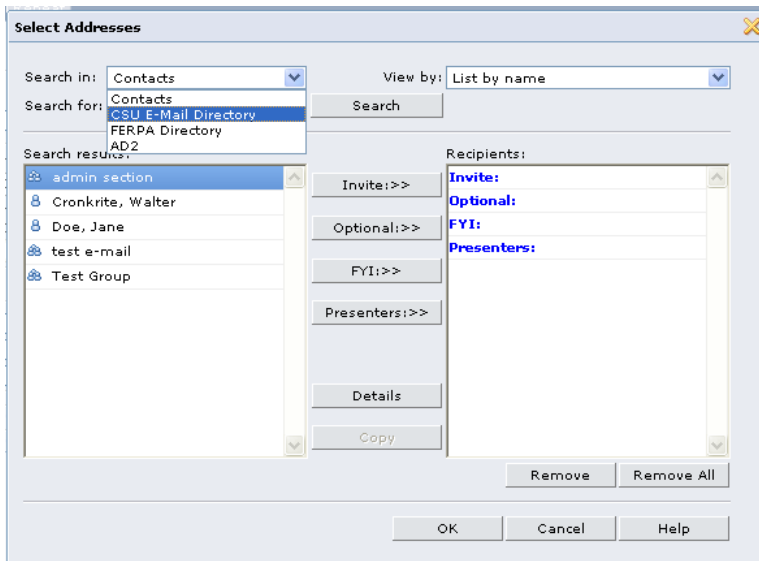 Select Addresses
Search in: Contacts View by: List by name
Search for: Search
Contacts
CSU E-Mail Directory
FERPA Directory
AD2
Search results: Recipients:
admin section
Cronkrite, Walter
Doe, Jane
test e-mail
Test Group
Invite:>>
Optional:>>
FYI:>>
Presenters:>>
Details
Copy
Invite:
Optional:
FYI:
Presenters:
Remove Remove All
OK Cancel Help